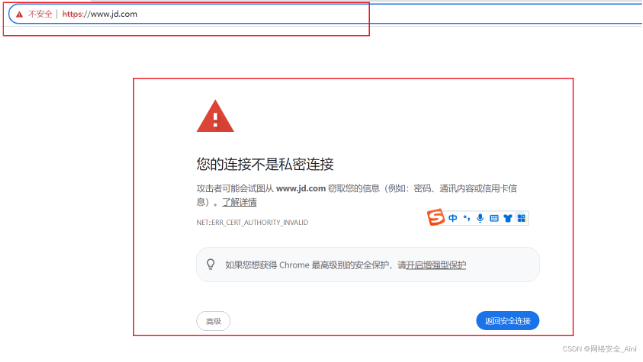 不安全 | https://www.jd.com
您的连接不是私密连接
攻击者可能会试图从 www.jd.com 窃取您的信息(例如:密码、通讯内容或信用卡信
息)。了解详情
NET::ERR_CERT_AUTHORITY_INVALID
中
如果您想获得 Chrome 最高级别的安全保护,请开启增强型保护
高级
返回安全连接
CSDN @网络安全_Aini